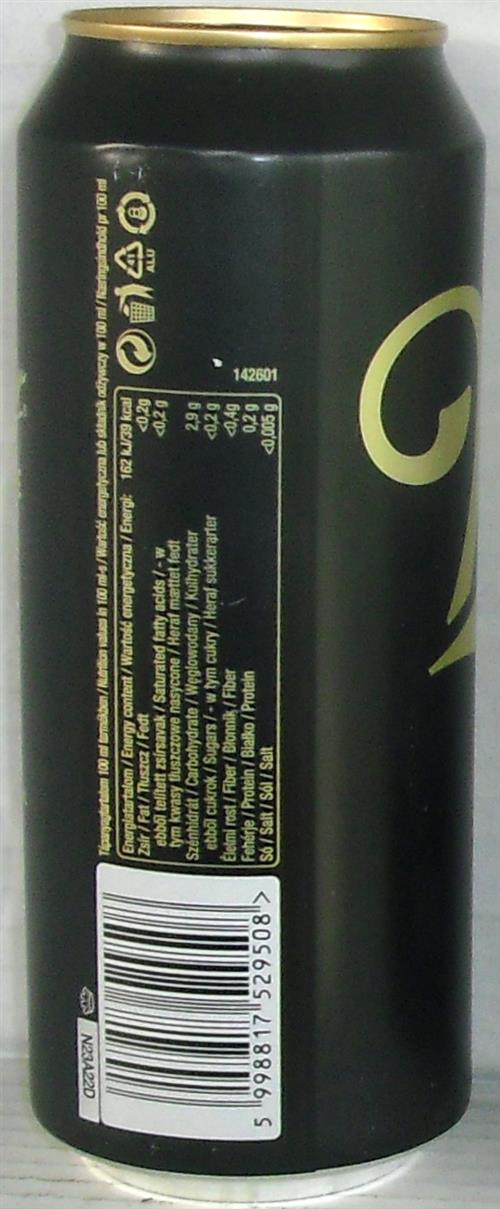 Tápanyagtartalom 100 ml termékben / Nutrition values in 100 ml-s / Wartość energetyczna lub składnik odżywczy w 100 ml / Næringsindhold pr 100 ml
Energiatartalom / Energy content / Wartość energetyczna / Energi: 162 kJ/39 kcal
Zsír / Fat / Tłuszcz / Fedt <0,2g
ebből telített zsírsavak / Saturated fatty acids / - w <0,2 g
tym kwasy tłuszczowe nasycone / Heraf mættet fedt
Szénhidrát / Carbohydrate / Węglowodany / Kulhydrater 2,9 g
ebből cukrok / Sugars / - w tym cukry / Heraf sukkerarter <0,2 g
Élelmi rost / Fiber / Błonnik / Fiber <0,4g
Fehérje / Protein / Białko / Protein 0,2 g
Só / Salt / Sól / Salt <0,005 g
41
ALU
142601
N23A22D
5 998817 529508 >